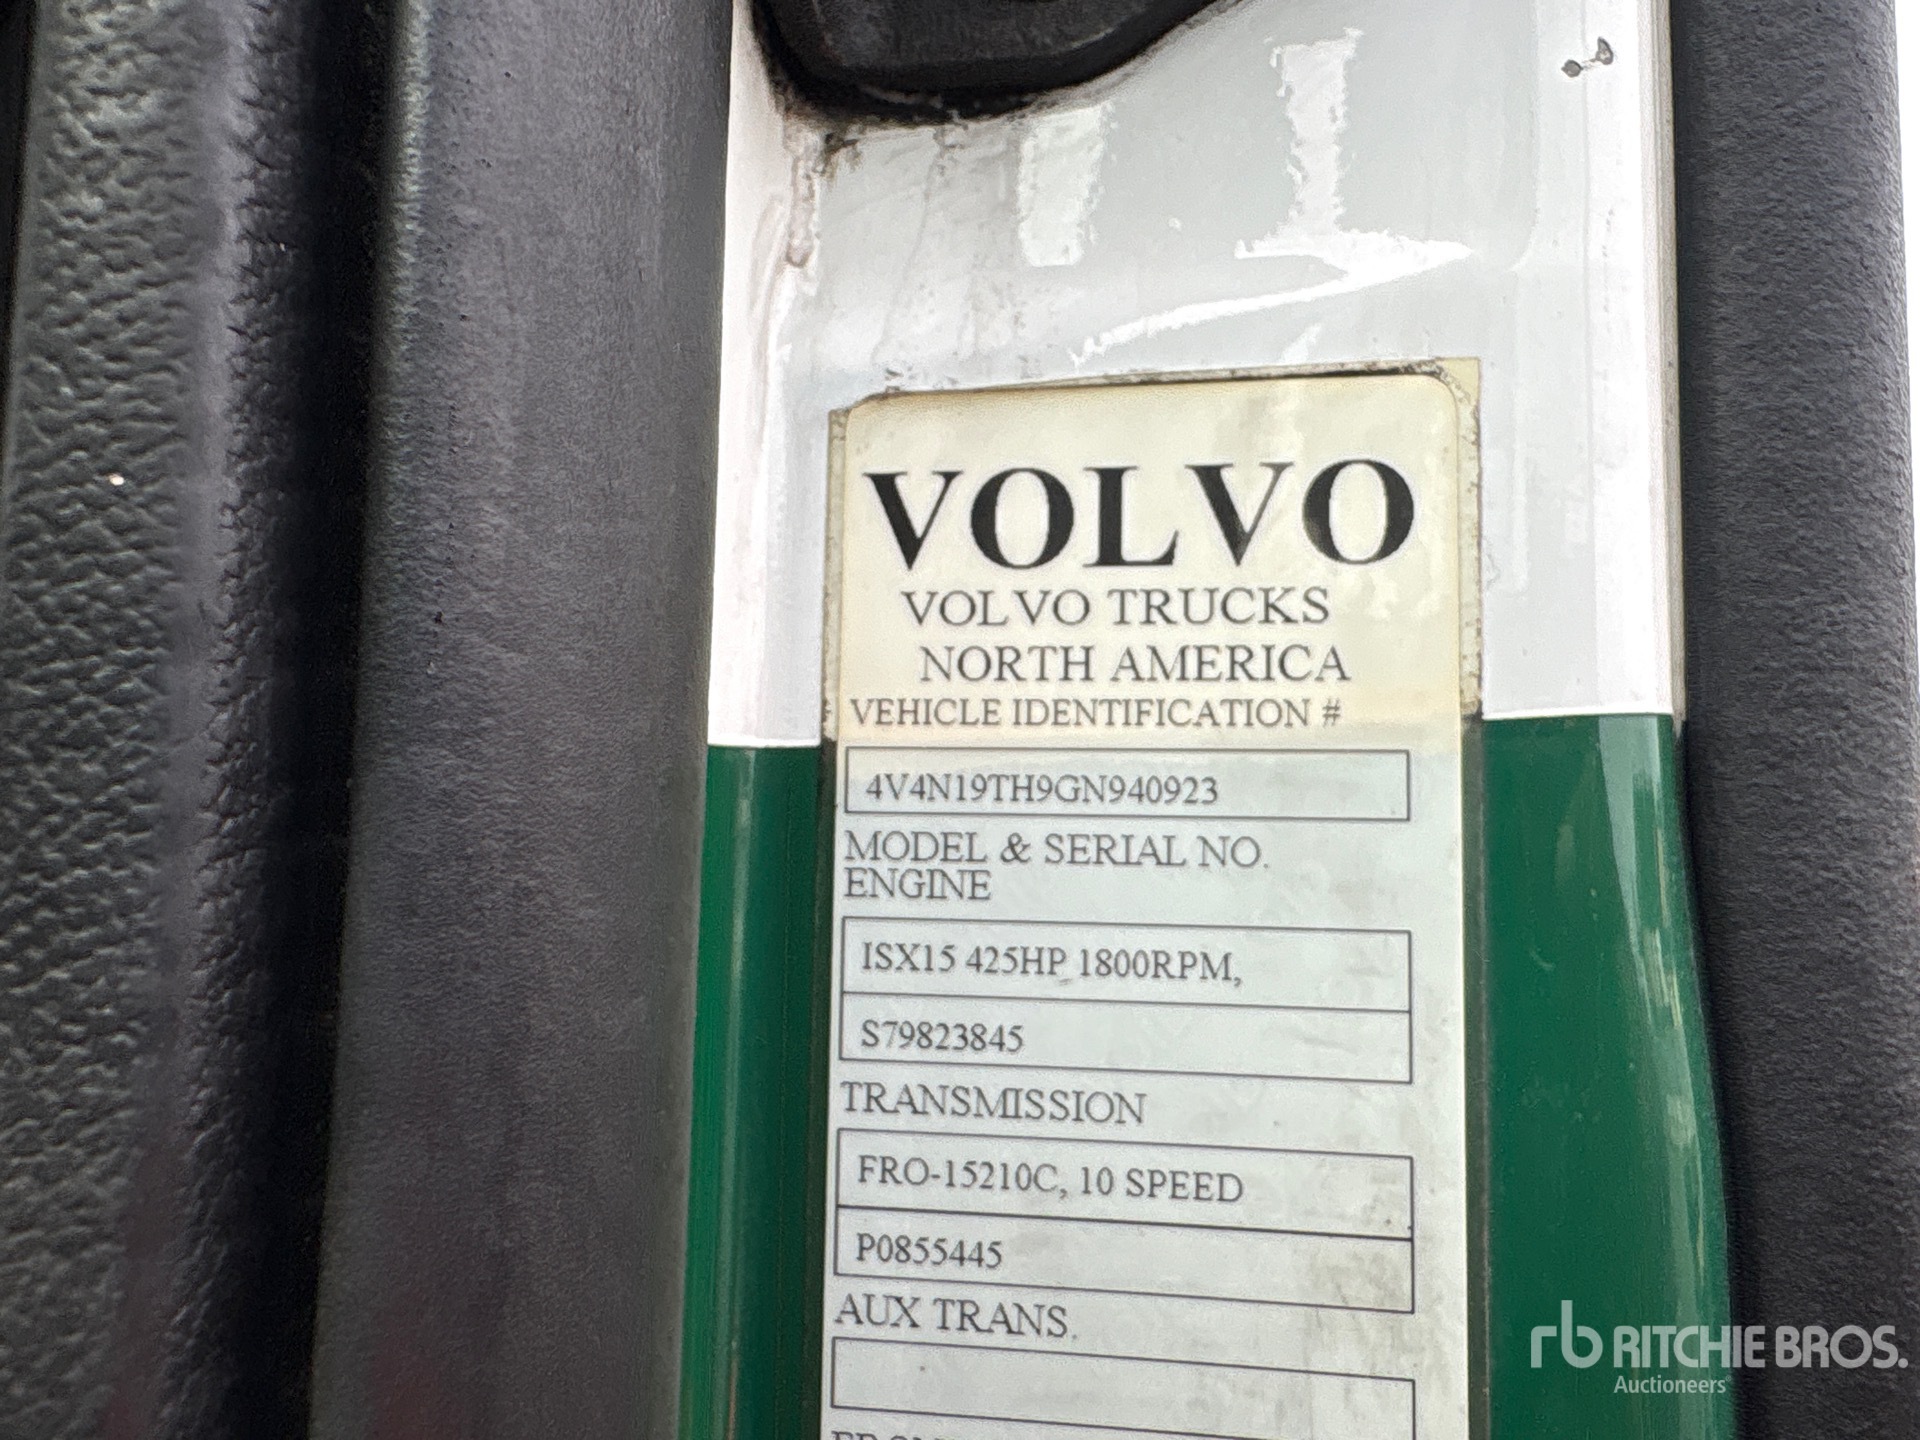 VOLVO
VOLVO TRUCKS
NORTH AMERICA
VEHICLE IDENTIFICATION #
4V4N19TH9GN940923
MODEL & SERIAL NO.
ENGINE
ISX15 425HP 1800RPM,
S79823845
TRANSMISSION
FRO-15210C, 10 SPEED
P0855445
AUX TRANS.
rb RITCHIE BROS.
Auctioneers